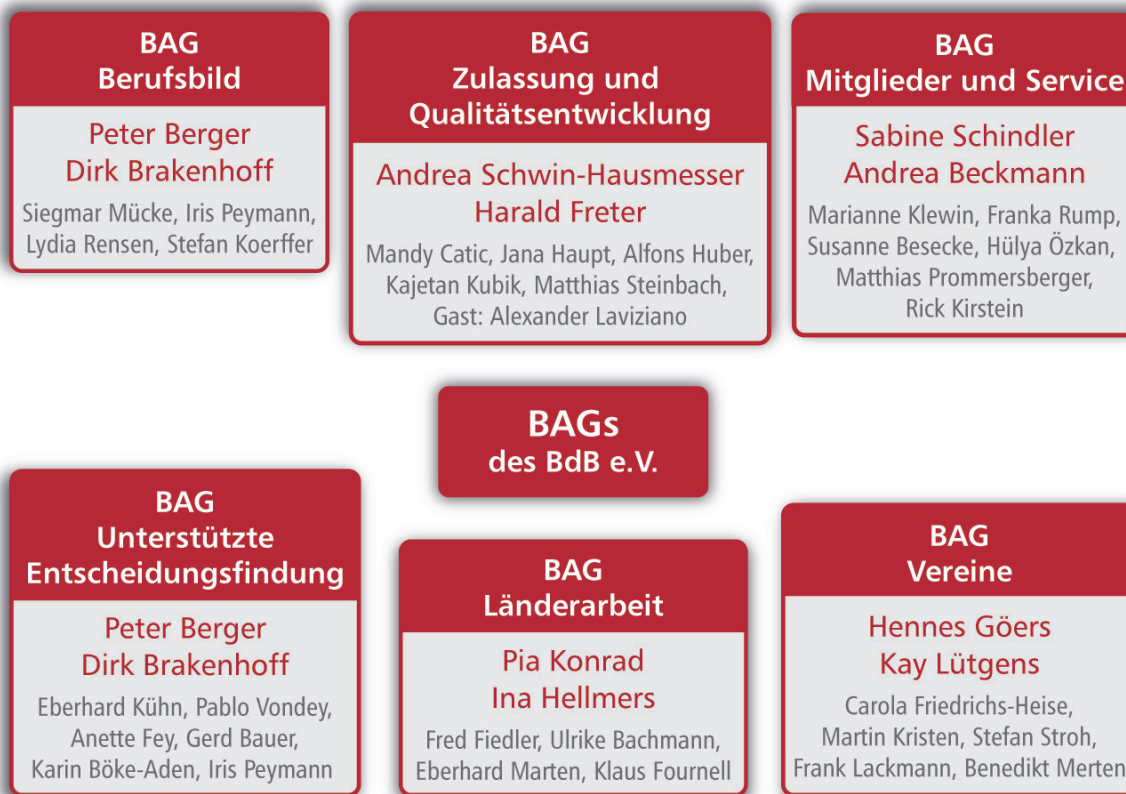 BAG
Berufsbild
Peter Berger
Dirk Brakenhoff
Siegmar Mücke, Iris Peymann,
Lydia Rensen, Stefan Koerffer
BAG
Zulassung und
Qualitätsentwicklung
Andrea Schwin-Hausmesser
Harald Freter
Mandy Catic, Jana Haupt, Alfons Huber,
Kajetan Kubik, Matthias Steinbach,
Gast: Alexander Laviziano
BAG
Mitglieder und Service
Sabine Schindler
Andrea Beckmann
Marianne Klewin, Franka Rump,
Susanne Besecke, Hülya Özkan,
Matthias Prommersberger,
Rick Kirstein
BAGs
des BdB e.V.
BAG
Unterstützte
Entscheidungsfindung
Peter Berger
Dirk Brakenhoff
Eberhard Kühn, Pablo Vondey,
Anette Fey, Gerd Bauer,
Karin Böke-Aden, Iris Peymann
BAG
Länderarbeit
Pia Konrad
Ina Hellmers
Fred Fiedler, Ulrike Bachmann,
Eberhard Marten, Klaus Fournell
BAG
Vereine
Hennes Göers
Kay Lütgens
Carola Friedrichs-Heise,
Martin Kristen, Stefan Stroh,
Frank Lackmann, Benedikt Merten